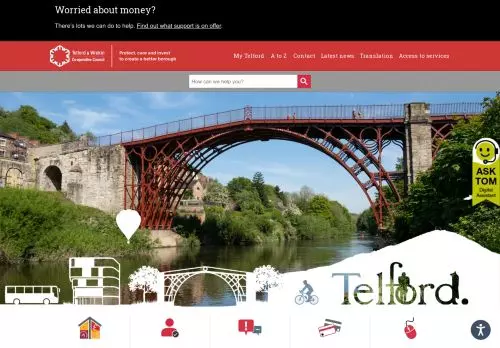 Worried about money?
There's lots we can do to help. Find out what support is on offer.
Telford & Wrekin
Co-operative Council
Protect, care and invest
to create a better borough
My Telford A to Z Contact Latest news Translation Access to services
How can we help you?
ASK
TOM
Digital
Assistant
Telford.